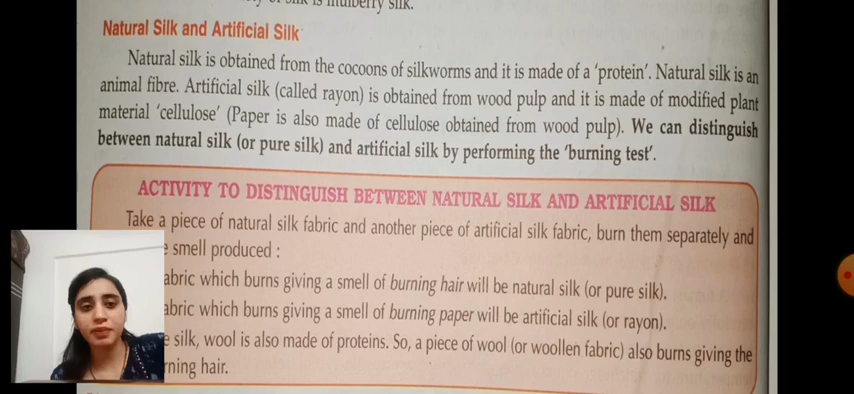 is mulberry silk.
Natural Silk and Artificial Silk
Natural silk is obtained from the cocoons of silkworms and it is made of a ‘protein’. Natural silk is an
animal fibre. Artificial silk (called rayon) is obtained from wood pulp and it is made of modified plant
material ‘cellulose’ (Paper is also made of cellulose obtained from wood pulp). We can distinguish
between natural silk (or pure silk) and artificial silk by performing the ‘burning test’.
ACTIVITY TO DISTINGUISH BETWEEN NATURAL SILK AND ARTIFICIAL SILK
Take a piece of natural silk fabric and another piece of artificial silk fabric, burn them separately and
smell produced :
abric which burns giving a smell of burning hair will be natural silk (or pure silk).
abric which burns giving a smell of burning paper will be artificial silk (or rayon).
silk, wool is also made of proteins. So, a piece of wool (or woollen fabric) also burns giving the
rning hair.